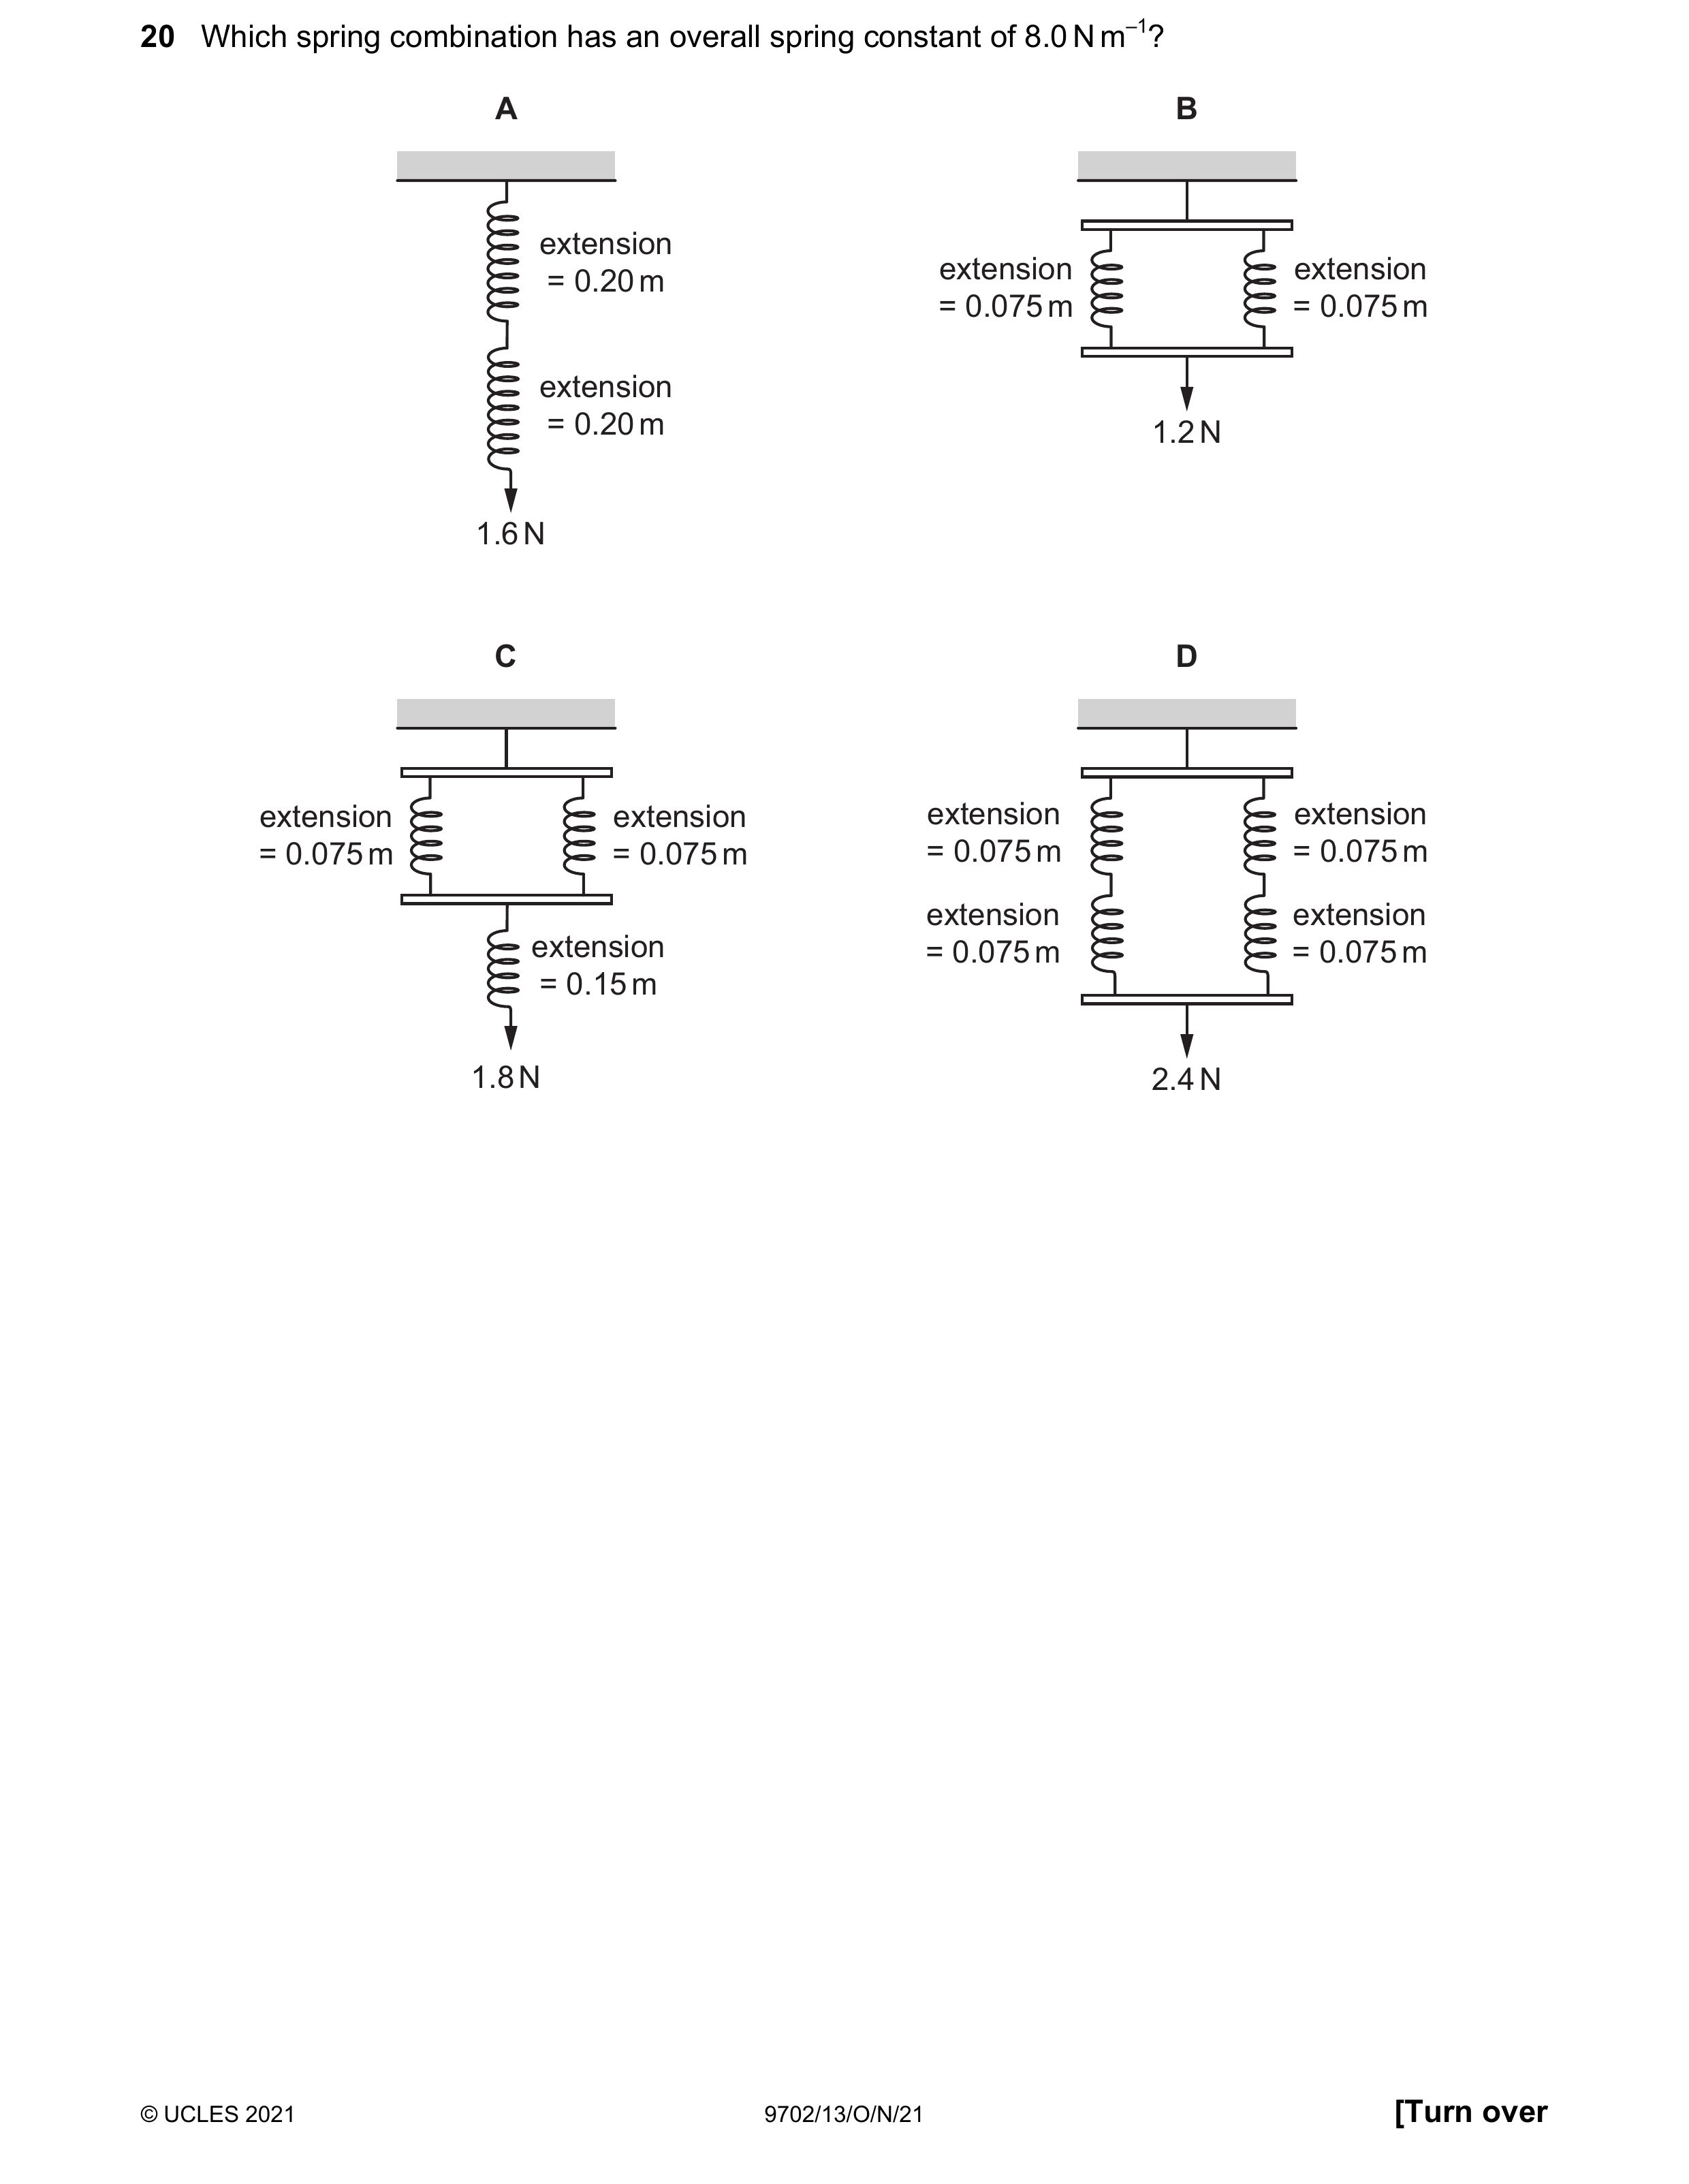 20 Which spring combination has an overall spring constant of 8.0 N m⁻¹?
A
extension
= 0.20 m
extension
= 0.20 m
1.6 N
B
extension
= 0.075 m
extension
= 0.075 m
1.2 N
C
extension
= 0.075 m
extension
= 0.075 m
extension
= 0.15 m
1.8 N
D
extension
= 0.075 m
extension
= 0.075 m
extension
= 0.075 m
extension
= 0.075 m
2.4 N
© UCLES 2021
9702/13/O/N/21
[Turn over